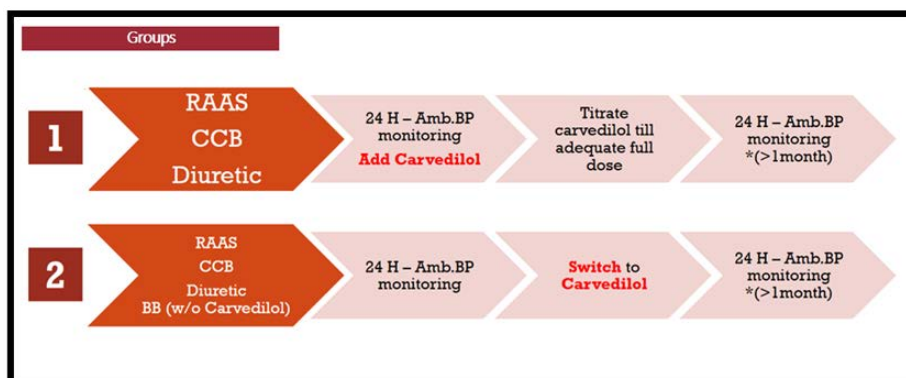 Groups
1
RAAS
CCB
Diuretic
24 H – Amb.BP
monitoring
Add Carvedilol
Titrate
carvedilol till
adequate full
dose
24 H – Amb.BP
monitoring
*(>1month)
2
RAAS
CCB
Diuretic
BB (w/o Carvedilol)
24 H – Amb.BP
monitoring
Switch to
Carvedilol
24 H – Amb.BP
monitoring
*(>1month)